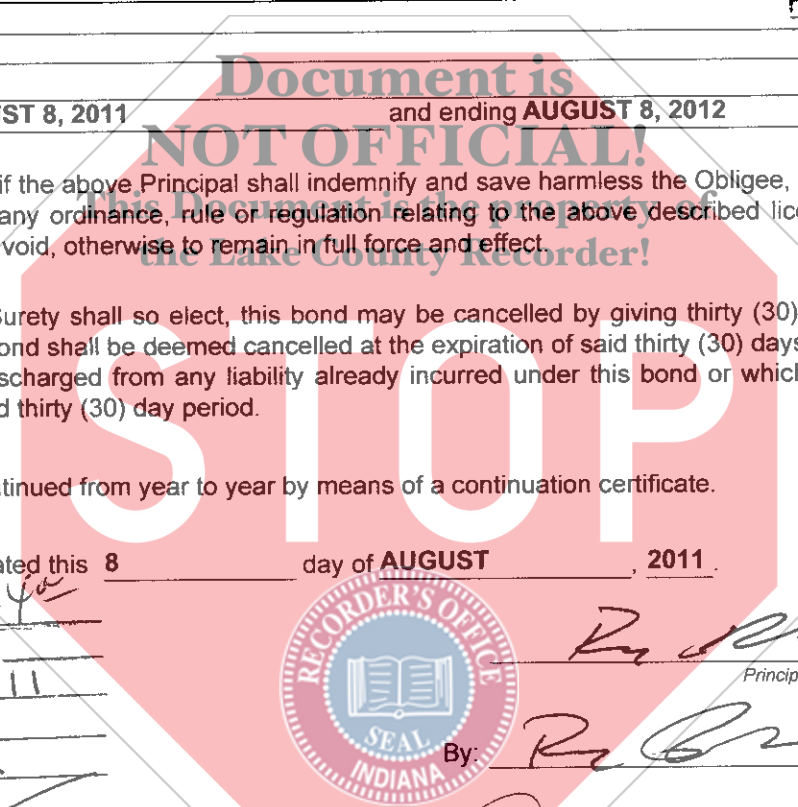 Document is
ST 8, 2011 and ending AUGUST 8, 2012
NOT OFFICIAL!
if the above Principal shall indemnify and save harmless the Obligee,
This Document is the property of
any ordinance, rule or regulation relating to the above described lic
void, otherwise to remain in full force and effect.
the Lake County Recorder!
urety shall so elect, this bond may be cancelled by giving thirty (30)
ond shall be deemed cancelled at the expiration of said thirty (30) days
scharged from any liability already incurred under this bond or which
d thirty (30) day period.
STOP
tinued from year to year by means of a continuation certificate.
ated this 8 day of AUGUST , 2011 .
RECORDER'S OFFICE
Princip
11
SEAL
By:
INDIANA